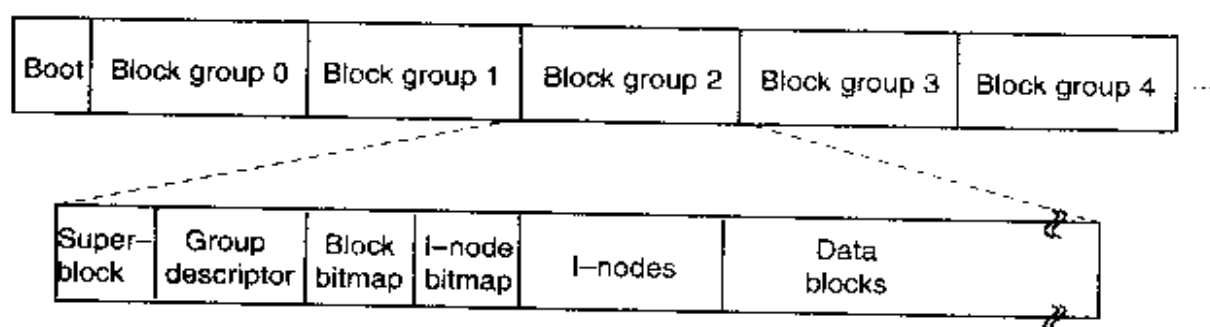 Boot Block group 0 Block group 1 Block group 2 Block group 3 Block group 4 ...
Super– Group Block I–node I–nodes Data
block descriptor bitmap bitmap blocks